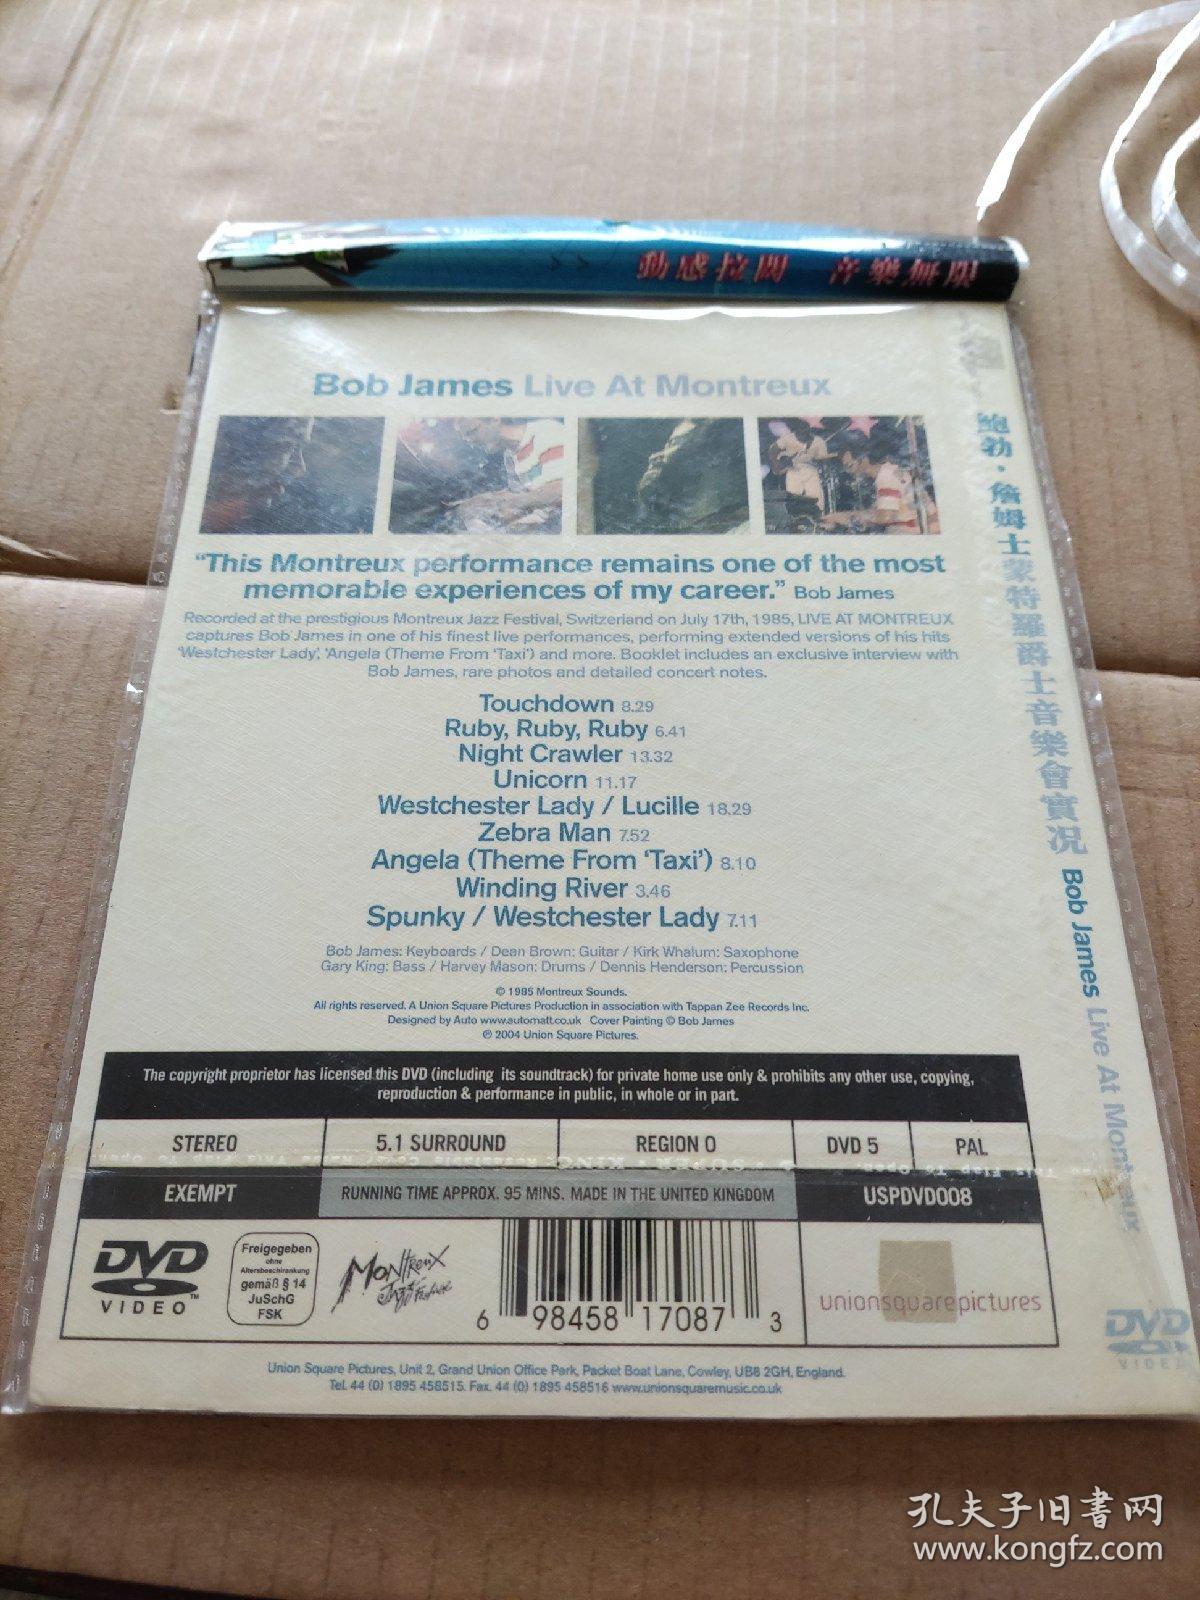 動感拉闊 音樂無限
Bob James Live At Montreux
“This Montreux performance remains one of the most
memorable experiences of my career.” Bob James
Recorded at the prestigious Montreux Jazz Festival, Switzerland on July 17th, 1985, LIVE AT MONTREUX
captures Bob James in one of his finest live performances, performing extended versions of his hits
‘Westchester Lady’, ‘Angela (Theme From ‘Taxi’) and more. Booklet includes an exclusive interview with
Bob James, rare photos and detailed concert notes.
Touchdown 8.29
Ruby, Ruby, Ruby 6.41
Night Crawler 13.32
Unicorn 11.17
Westchester Lady / Lucille 18.29
Zebra Man 7.52
Angela (Theme From ‘Taxi’) 8.10
Winding River 3.46
Spunky / Westchester Lady 7.11
Bob James: Keyboards / Dean Brown: Guitar / Kirk Whalum: Saxophone
Gary King: Bass / Harvey Mason: Drums / Dennis Henderson: Percussion
© 1985 Montreux Sounds.
All rights reserved. A Union Square Pictures Production in association with Tappan Zee Records Inc.
Designed by Auto www.automatt.co.uk Cover Painting © Bob James
℗ 2004 Union Square Pictures.
The copyright proprietor has licensed this DVD (including its soundtrack) for private home use only & prohibits any other use, copying,
reproduction & performance in public, in whole or in part.
STEREO 5.1 SURROUND REGION 0 DVD 5 PAL
EXEMPT RUNNING TIME APPROX. 95 MINS. MADE IN THE UNITED KINGDOM USPDVD008
DVD
VIDEO™
Freigegeben
ohne
Altersbeschränkung
gemäß § 14
JuSchG
FSK
Montreux
Jazz Festival
6 98458 17087 3
unionsquarepictures
Union Square Pictures, Unit 2, Grand Union Office Park, Packet Boat Lane, Cowley, UB8 2GH, England.
Tel. 44 (0) 1895 458515. Fax. 44 (0) 1895 458516 www.unionsquaremusic.co.uk
鮑勃·詹姆士蒙特羅爵士音樂會實況 Bob James Live At Montreux
DVD
VIDEO
孔夫子旧书网
www.kongfz.com